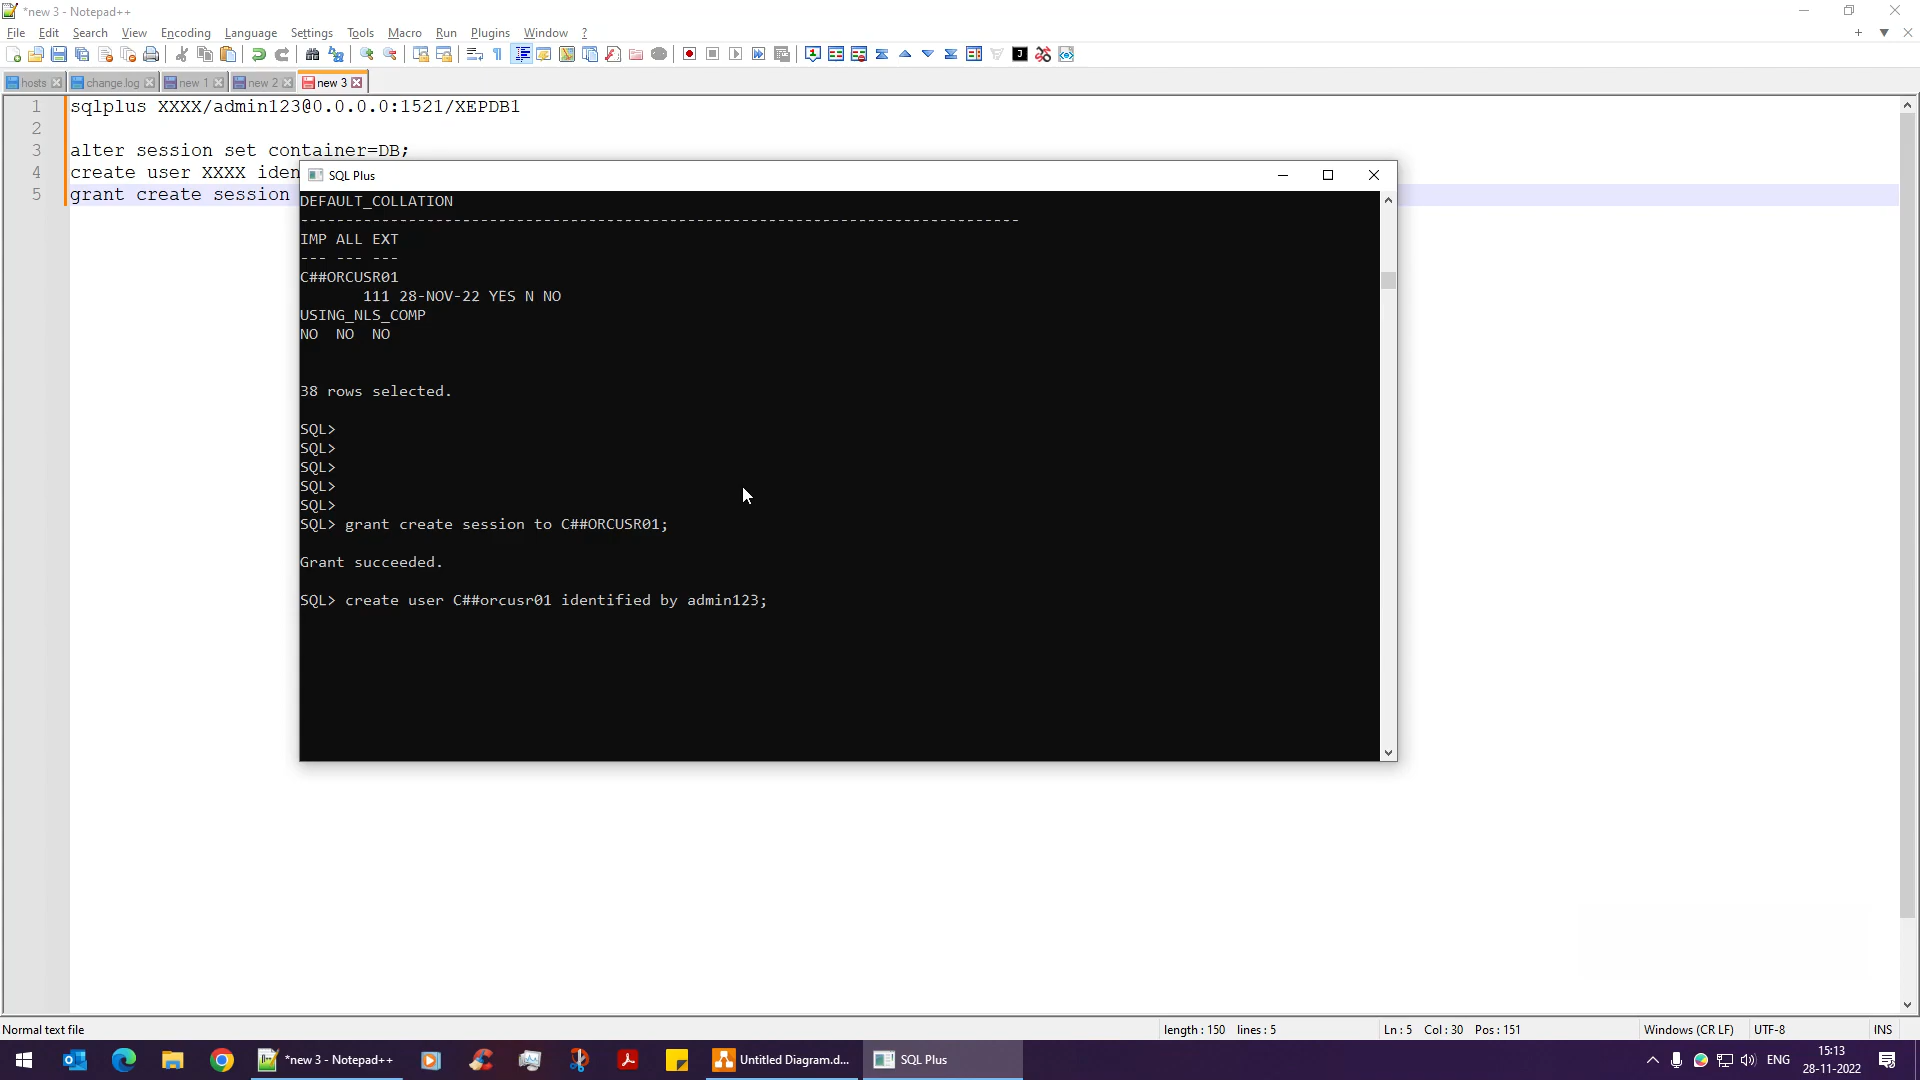 *new 3 - Notepad++
File Edit Search View Encoding Language Settings Tools Macro Run Plugins Window ?
hosts change.log new 1 new 2 new 3
1 sqlplus XXXX/admin123@0.0.0.0:1521/XEPDB1
2
3 alter session set container=DB;
4 create user XXXX iden
5 grant create session
SQL Plus
DEFAULT_COLLATION
--------------------------------------------------------------------------------
IMP ALL EXT
--- --- ---
C##ORCUSR01
111 28-NOV-22 YES N NO
USING_NLS_COMP
NO NO NO
38 rows selected.
SQL>
SQL>
SQL>
SQL>
SQL>
SQL> grant create session to C##ORCUSR01;
Grant succeeded.
SQL> create user C##orcusr01 identified by admin123;
Normal text file length : 150 lines : 5 Ln : 5 Col : 30 Pos : 151 Windows (CR LF) UTF-8 INS
*new 3 - Notepad++ Untitled Diagram.d... SQL Plus ENG 15:13
28-11-2022